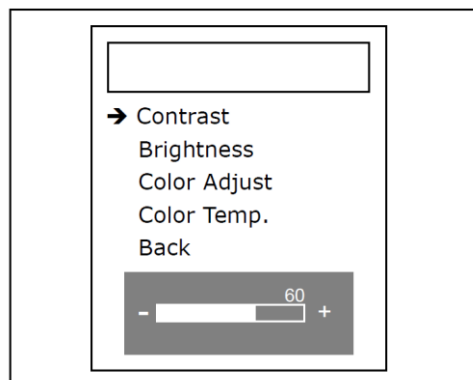 ➔ Contrast
Brightness
Color Adjust
Color Temp.
Back
60
- +